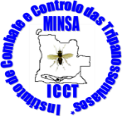 Instituto de Combate e Controlo das Tripanossomíases.
MINSA
ICCT